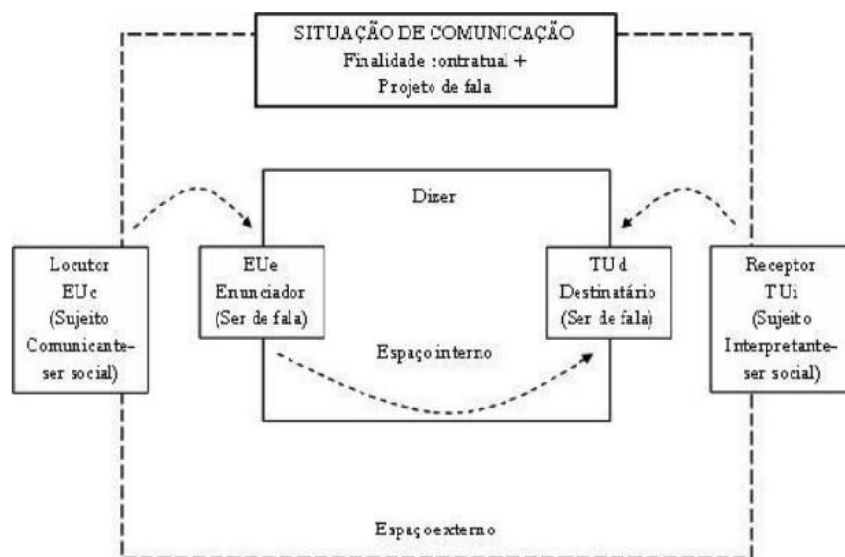 SITUAÇÃO DE COMUNICAÇÃO
Finalidade contratual +
Projeto de fala
Dizer
Locutor
EUc
(Sujeito
Comunicante-
ser social)
EUe
Enunciador
(Ser de fala)
TUd
Destinatário
(Ser de fala)
Receptor
TUi
(Sujeito
Interpretante-
ser social)
Espaço interno
Espaço externo